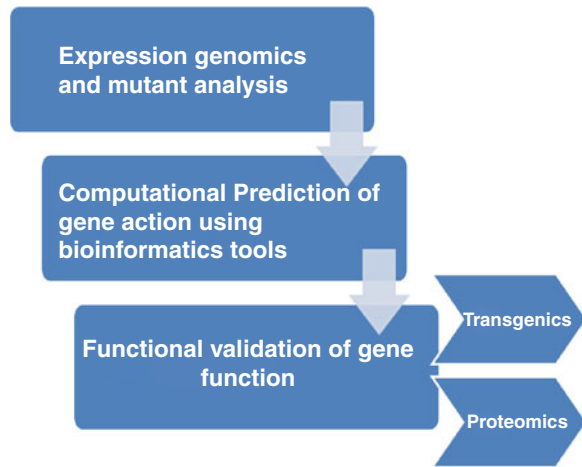 Expression genomics
and mutant analysis
Computational Prediction of
gene action using
bioinformatics tools
Functional validation of gene
function
Transgenics
Proteomics